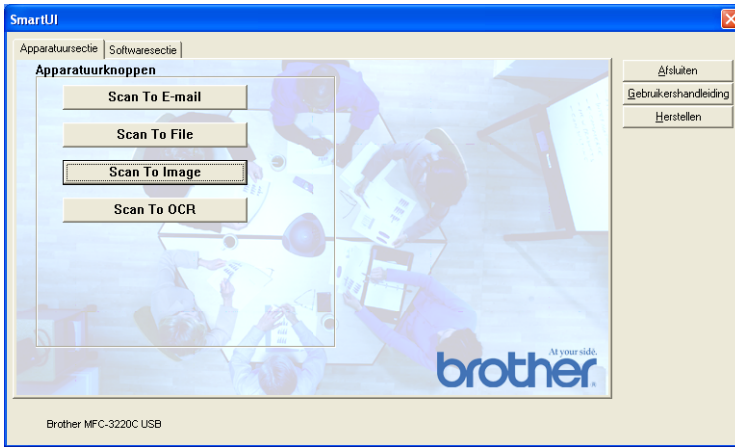 SmartUI
Apparatuursectie
Softwaresectie
Apparatuurknoppen
Scan To E-mail
Scan To File
Scan To Image
Scan To OCR
Afsluiten
Gebruikershandleiding
Herstellen
At your side.
brother.
Brother MFC-3220C USB